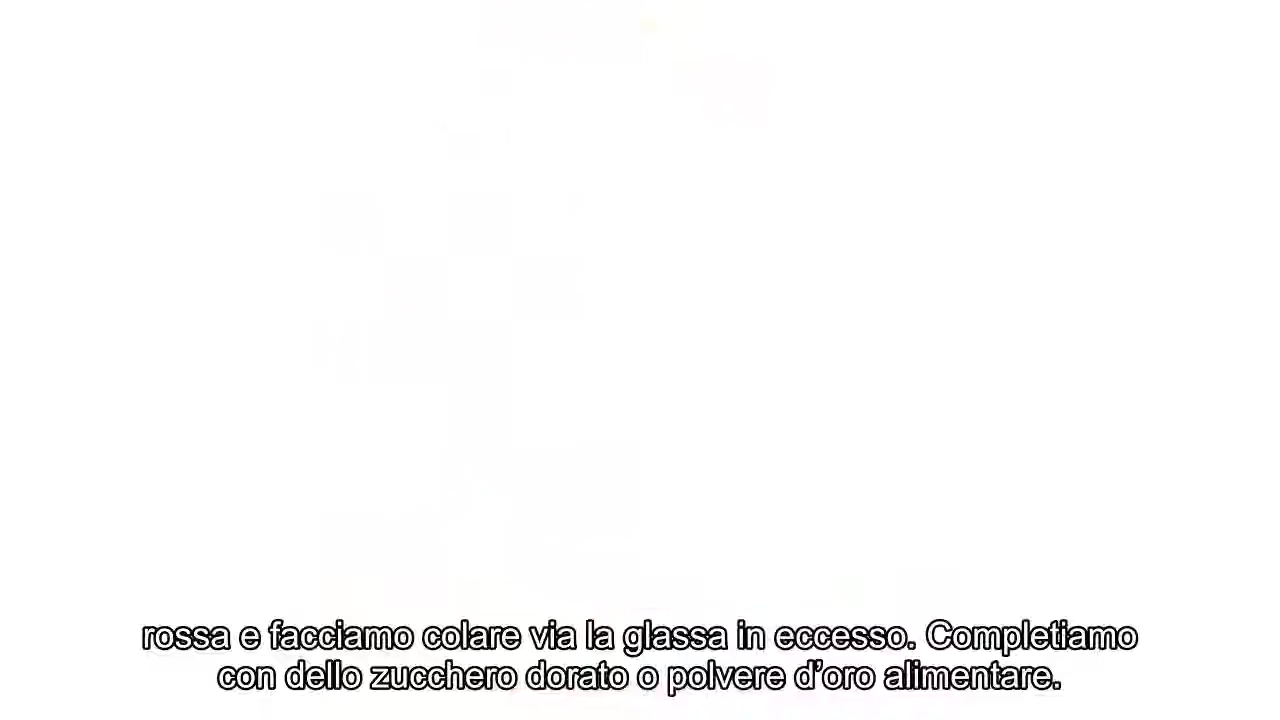 rossa e facciamo colare via la glassa in eccesso. Completiamo
con dello zucchero dorato o polvere d’oro alimentare.